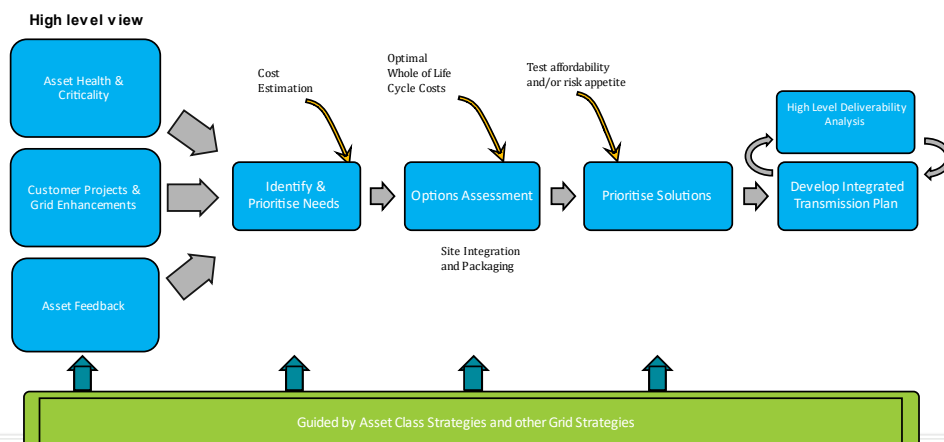 High level view
Asset Health &
Criticality
Customer Projects &
Grid Enhancements
Asset Feedback
Cost
Estimation
Identify &
Prioritise Needs
Optimal
Whole of Life
Cycle Costs
Options Assessment
Site Integration
and Packaging
Test affordability
and/or risk appetite
Prioritise Solutions
High Level Deliverability
Analysis
Develop Integrated
Transmission Plan
Guided by Asset Class Strategies and other Grid Strategies